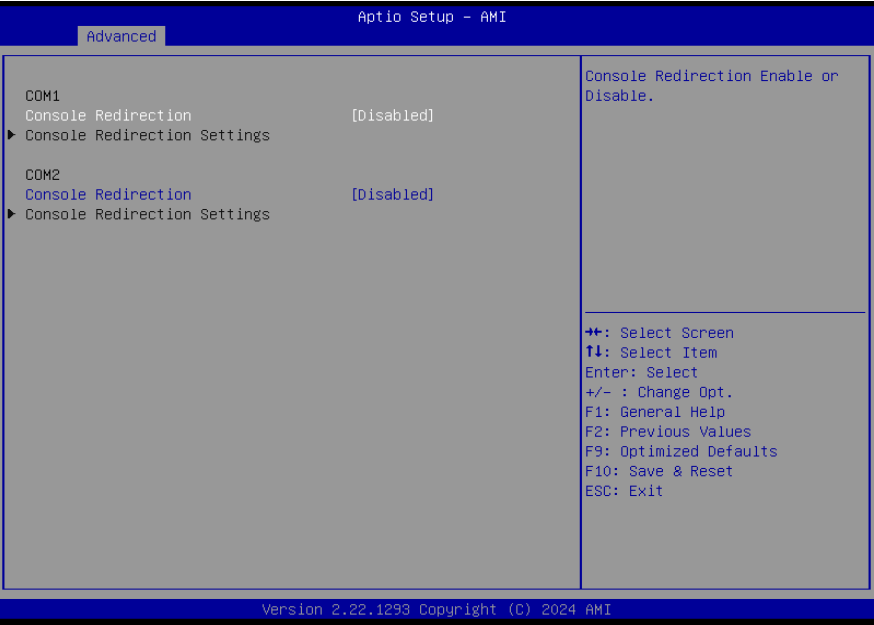 Aptio Setup – AMI
Advanced
COM1
Console Redirection [Disabled]
▶ Console Redirection Settings
COM2
Console Redirection [Disabled]
▶ Console Redirection Settings
Console Redirection Enable or
Disable.
→←: Select Screen
↑↓: Select Item
Enter: Select
+/- : Change Opt.
F1: General Help
F2: Previous Values
F9: Optimized Defaults
F10: Save & Reset
ESC: Exit
Version 2.22.1293 Copyright (C) 2024 AMI